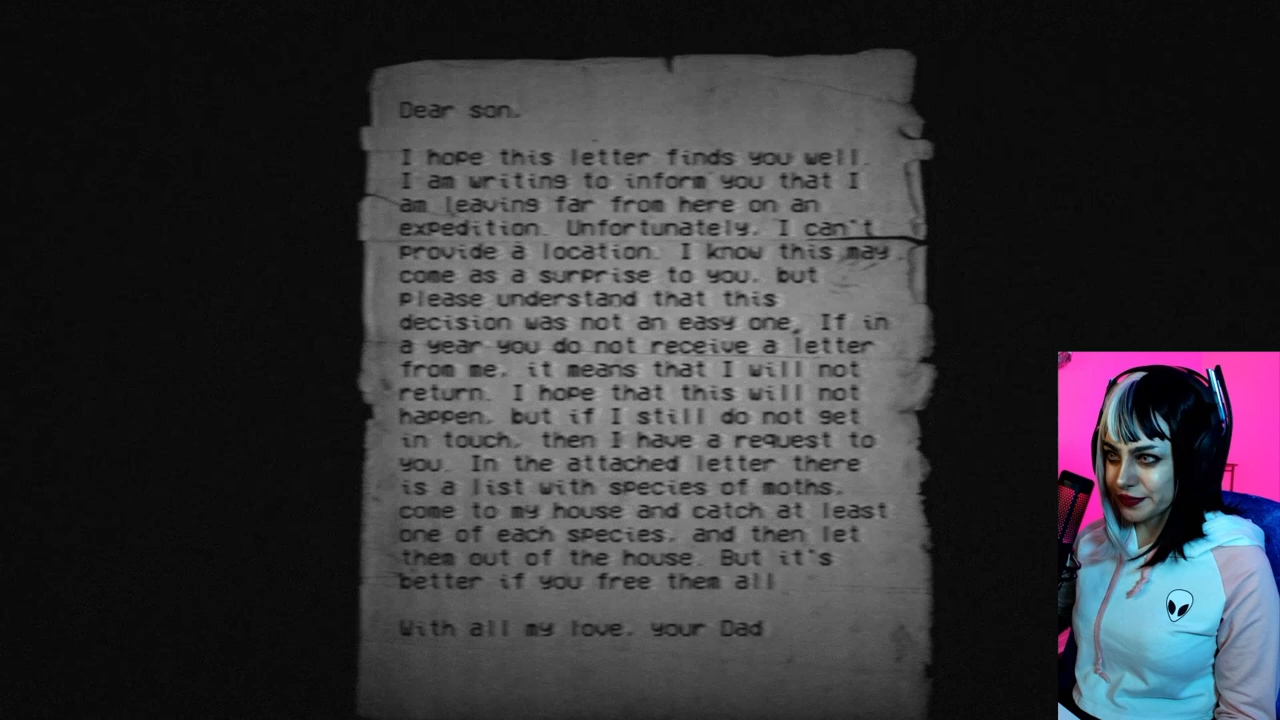 Dear son,
I hope this letter finds you well.
I am writing to inform you that I
am leaving far from here on an
expedition. Unfortunately, I can't
provide a location. I know this may
come as a surprise to you, but
please understand that this
decision was not an easy one, If in
a year you do not receive a letter
from me, it means that I will not
return. I hope that this will not
happen, but if I still do not get
in touch, then I have a request to
you. In the attached letter there
is a list with species of moths,
come to my house and catch at least
one of each species, and then let
them out of the house. But it's
better if you free them all
With all my love, your Dad